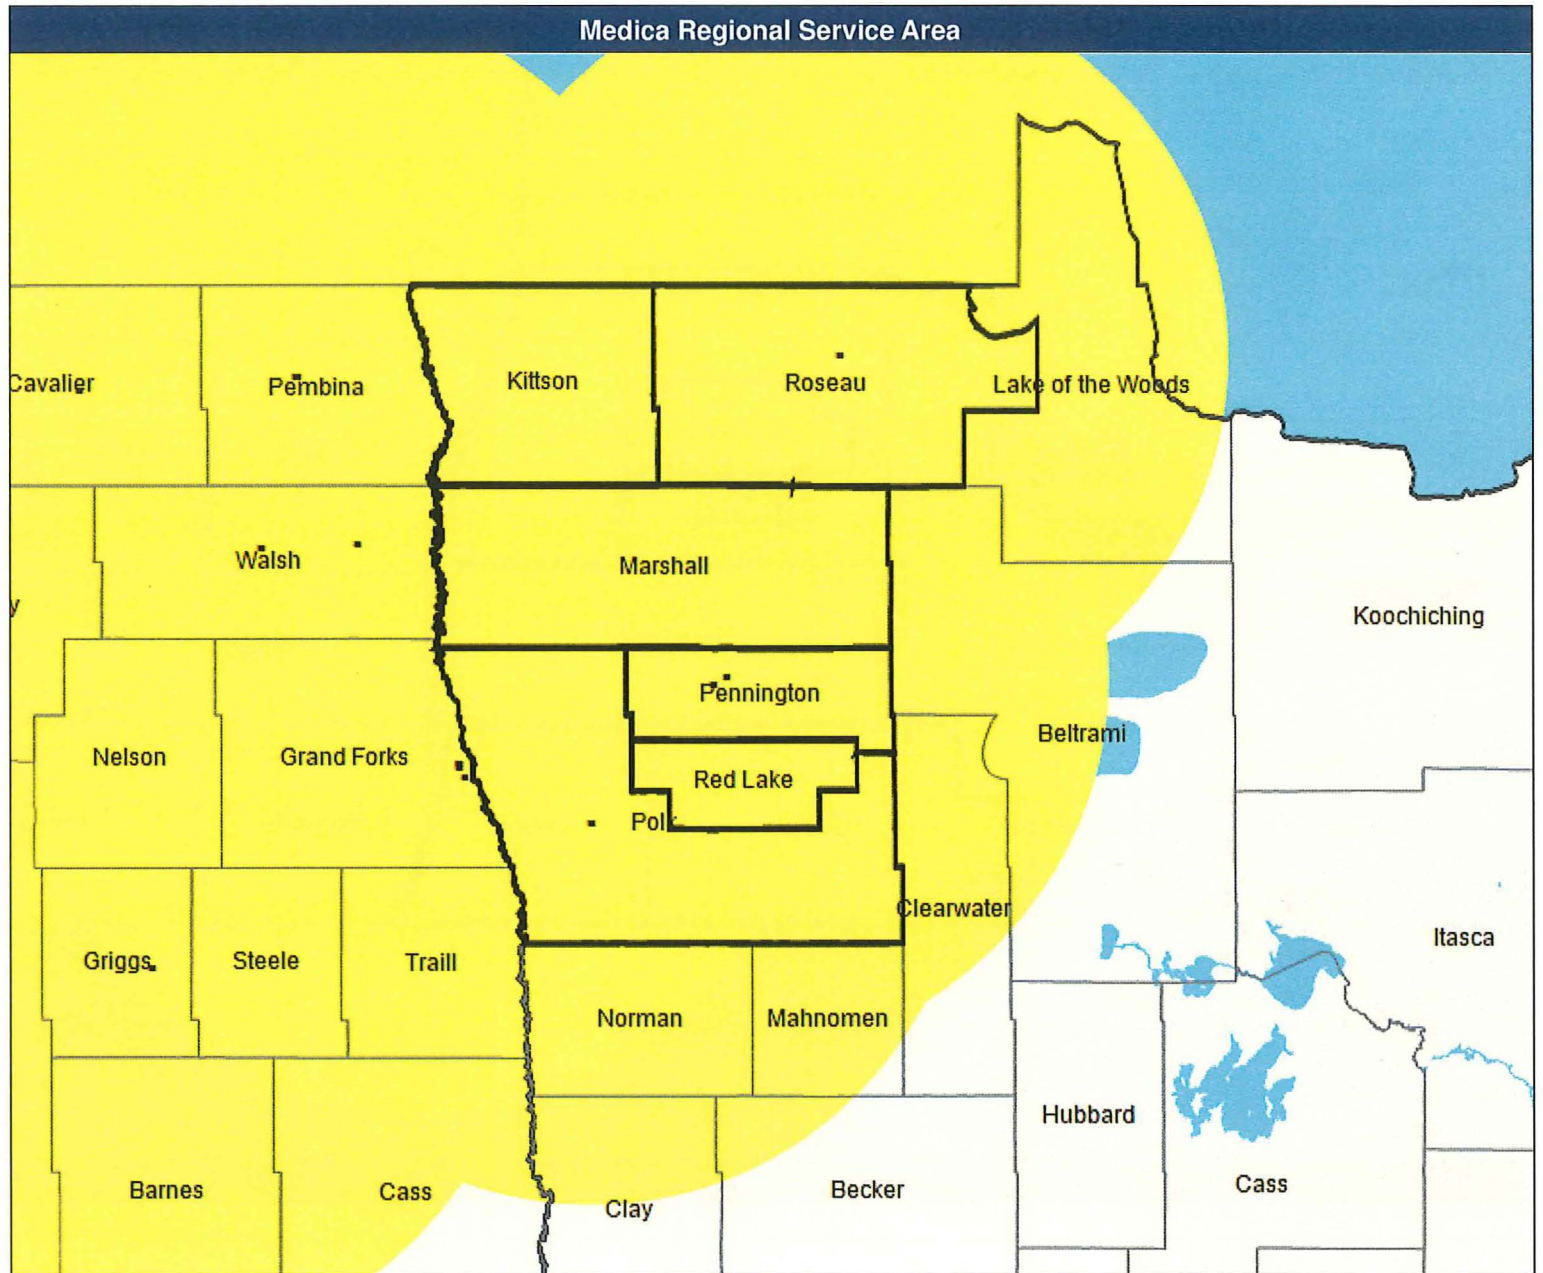 Medica Regional Service Area
Cavalier
Pembina
Kittson
Roseau
Lake of the Woods
Walsh
Marshall
y
Koochiching
Pennington
Nelson
Grand Forks
Beltrami
Red Lake
Polk
Clearwater
Griggs
Steele
Traill
Itasca
Norman
Mahnomen
Hubbard
Barnes
Cass
Clay
Becker
Cass